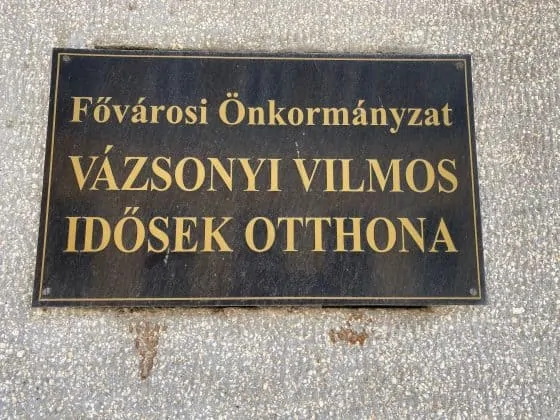 Fővárosi Önkormányzat
VÁZSONYI VILMOS
IDŐSEK OTTHONA